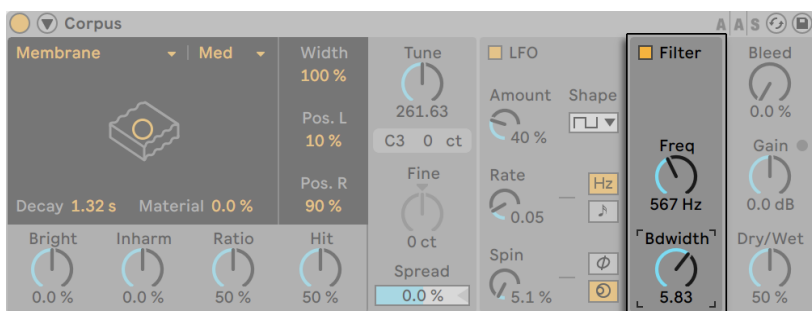 Corpus
A A S
Membrane Med
Width
100 %
Pos. L
10 %
Pos. R
90 %
Decay 1.32 s Material 0.0 %
Bright
0.0 %
Inharm
0.0 %
Ratio
50 %
Hit
50 %
Tune
261.63
C3 0 ct
Fine
0 ct
Spread
0.0 %
LFO
Amount
40 %
Shape
Rate
0.05
Hz
Spin
5.1 %
Filter
Freq
567 Hz
Bdwidth
5.83
Bleed
0.0 %
Gain
0.0 dB
Dry/Wet
50 %